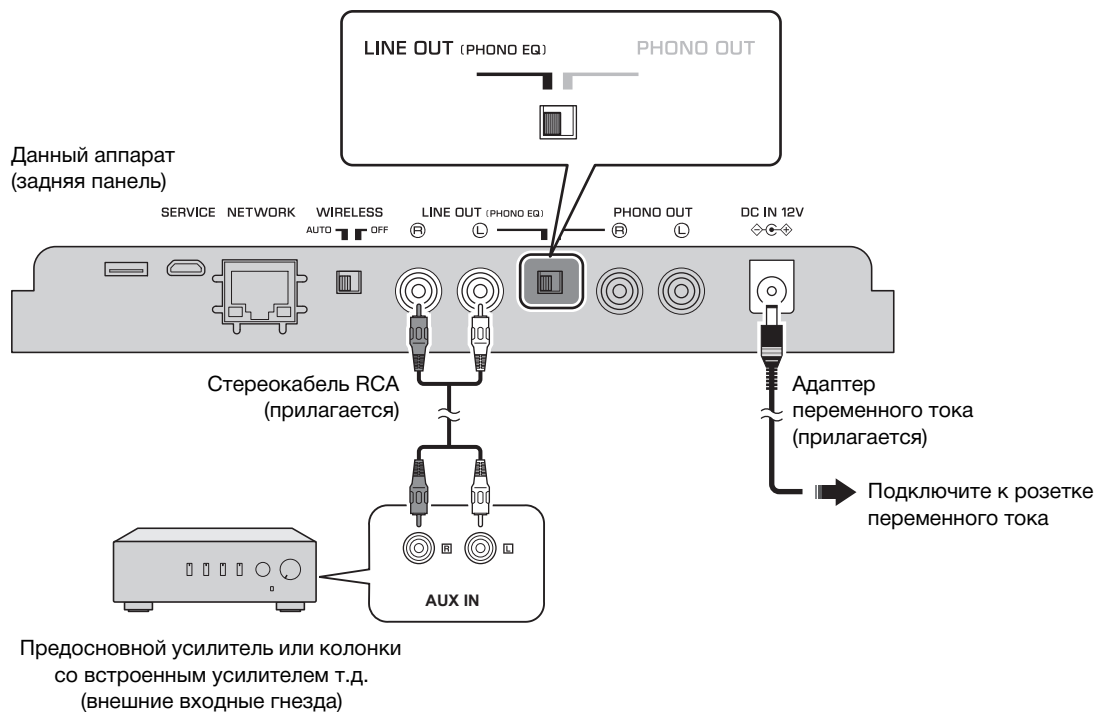 LINE OUT (PHONO EQ) PHONO OUT
Данный аппарат
(задняя панель)
SERVICE NETWORK WIRELESS LINE OUT (PHONO EQ) PHONO OUT DC IN 12V
AUTO OFF R L R L
Стереокабель RCA
(прилагается)
Адаптер
переменного тока
(прилагается)
Подключите к розетке
переменного тока
R L
AUX IN
Предосновной усилитель или колонки
со встроенным усилителем т.д.
(внешние входные гнезда)